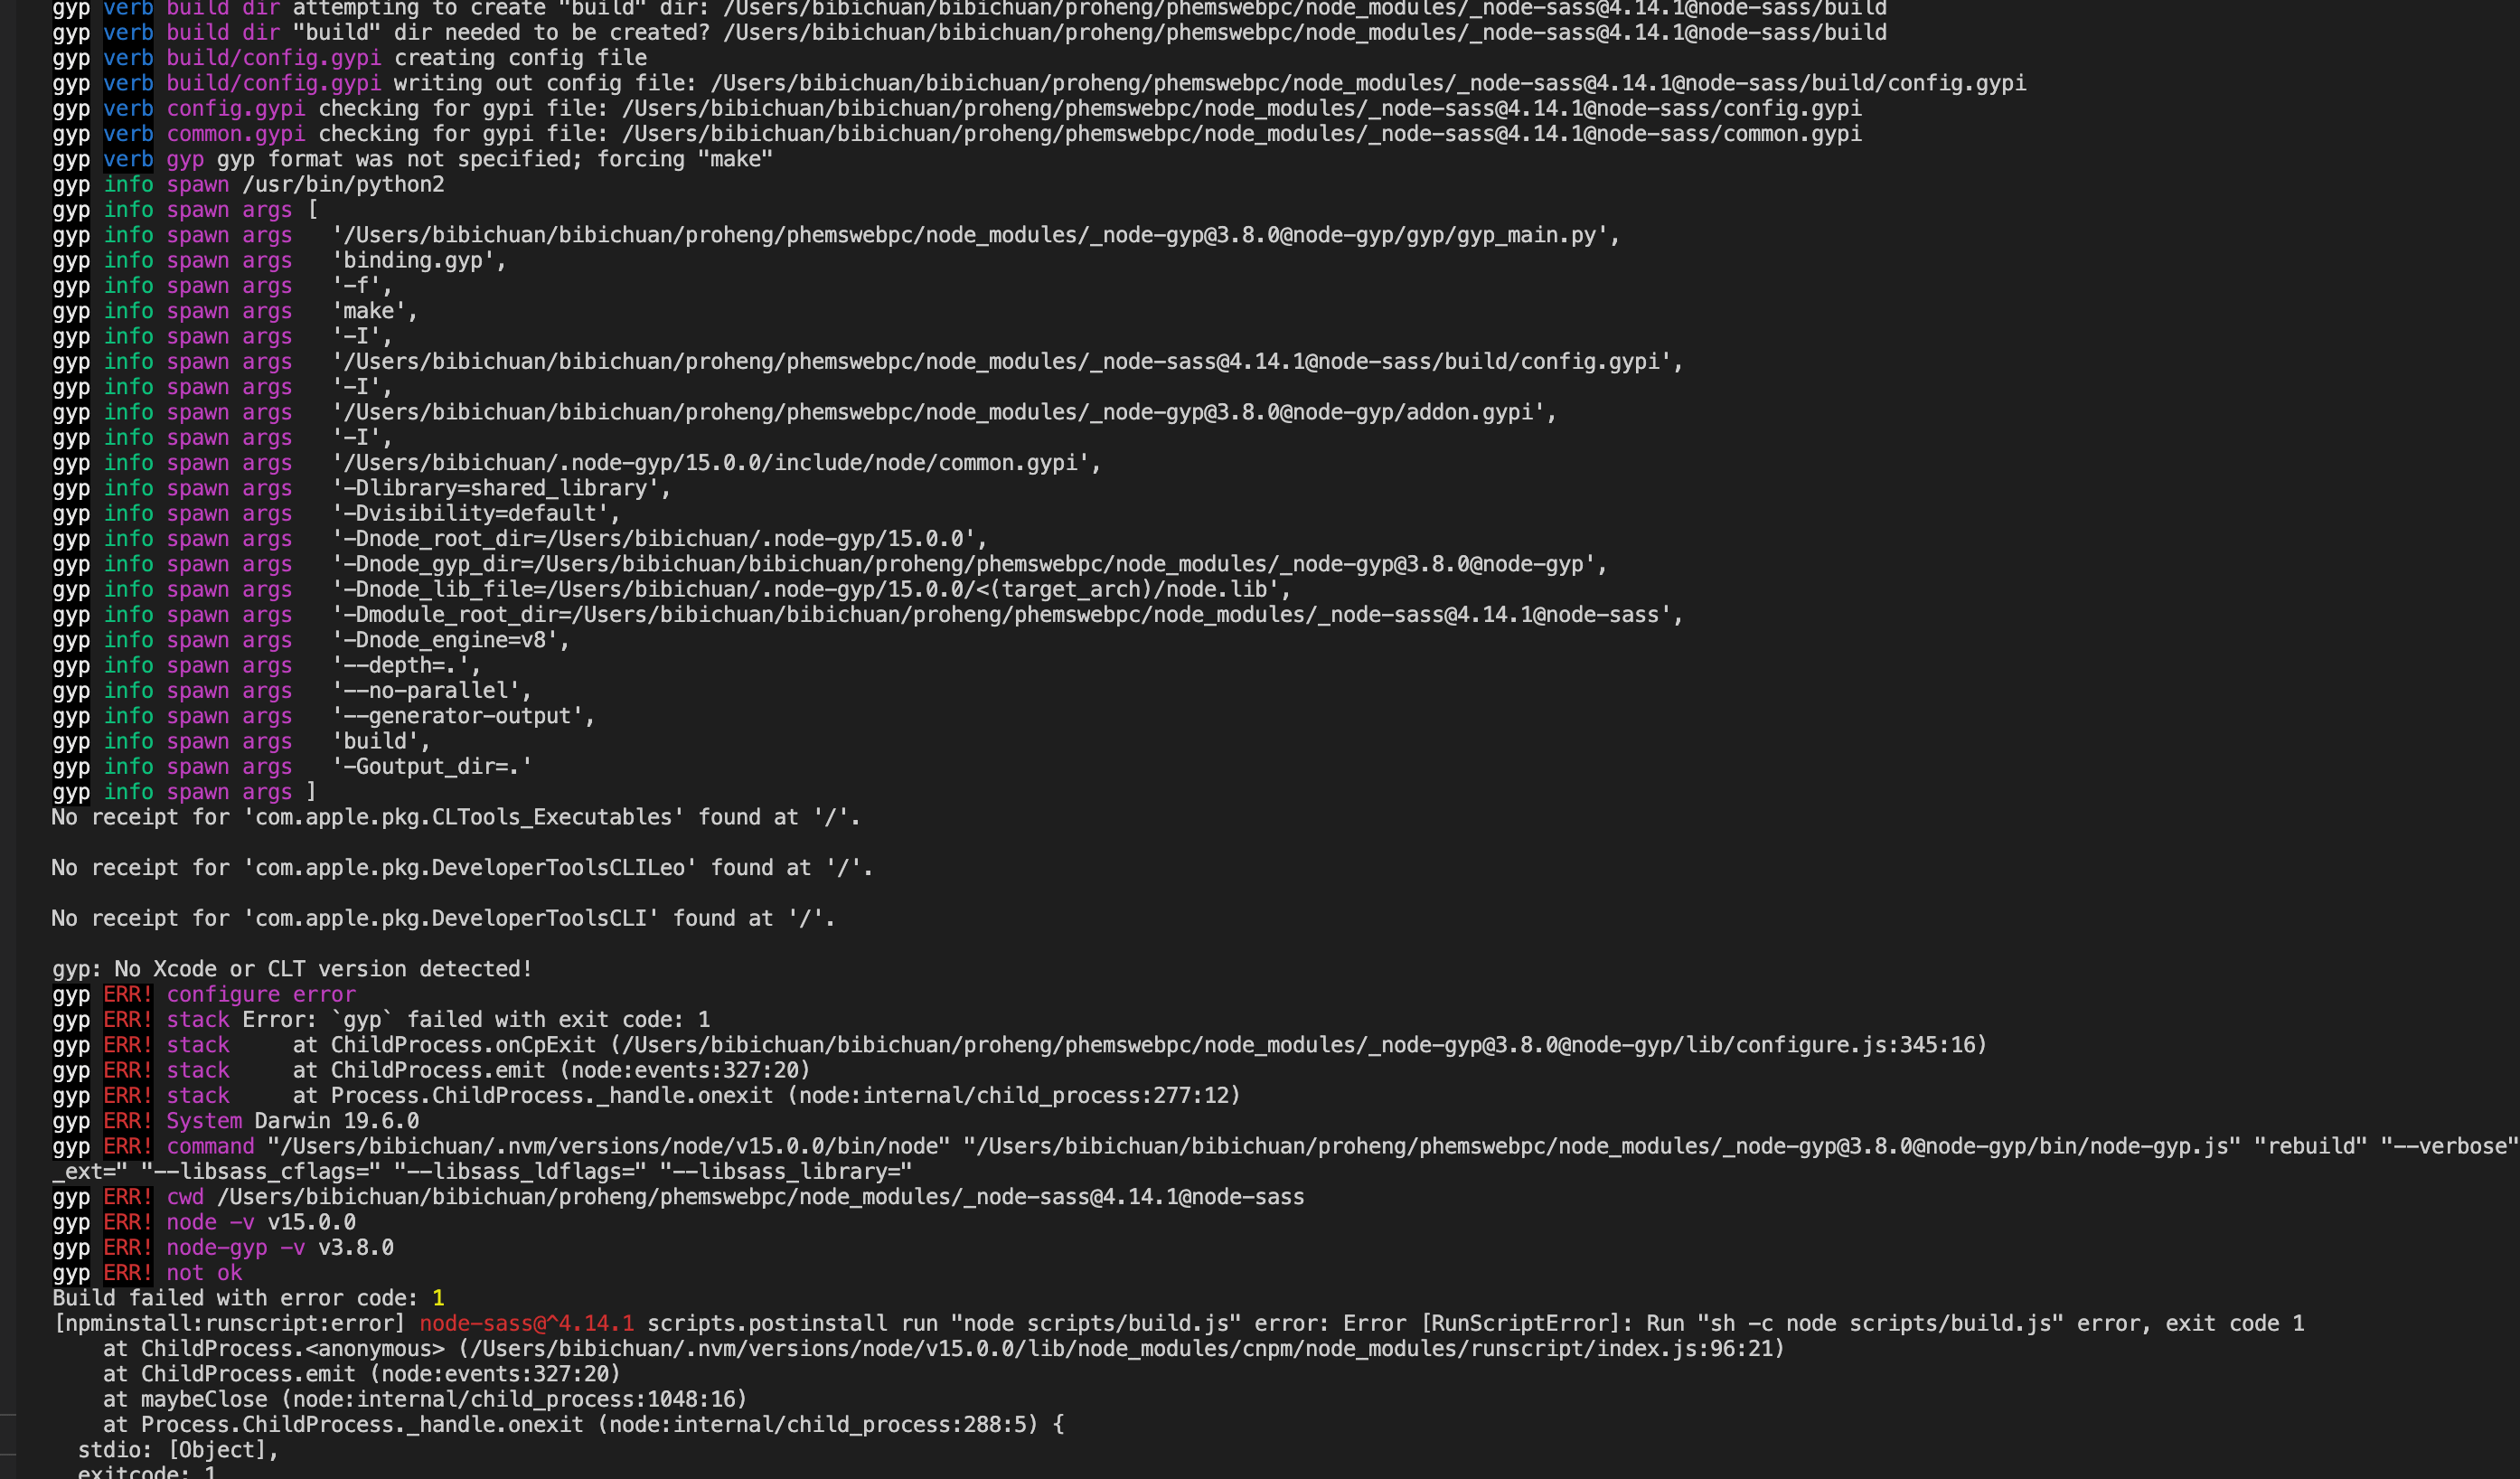 gyp verb build dir attempting to create "build" dir: /Users/bibichuan/bibichuan/proheng/phemswebpc/node_modules/_node-sass@4.14.1@node-sass/build
gyp verb build dir "build" dir needed to be created? /Users/bibichuan/bibichuan/proheng/phemswebpc/node_modules/_node-sass@4.14.1@node-sass/build
gyp verb build/config.gypi creating config file
gyp verb build/config.gypi writing out config file: /Users/bibichuan/bibichuan/proheng/phemswebpc/node_modules/_node-sass@4.14.1@node-sass/build/config.gypi
gyp verb config.gypi checking for gypi file: /Users/bibichuan/bibichuan/proheng/phemswebpc/node_modules/_node-sass@4.14.1@node-sass/config.gypi
gyp verb common.gypi checking for gypi file: /Users/bibichuan/bibichuan/proheng/phemswebpc/node_modules/_node-sass@4.14.1@node-sass/common.gypi
gyp verb gyp gyp format was not specified; forcing "make"
gyp info spawn /usr/bin/python2
gyp info spawn args [
gyp info spawn args   '/Users/bibichuan/bibichuan/proheng/phemswebpc/node_modules/_node-gyp@3.8.0@node-gyp/gyp/gyp_main.py',
gyp info spawn args   'binding.gyp',
gyp info spawn args   '-f',
gyp info spawn args   'make',
gyp info spawn args   '-I',
gyp info spawn args   '/Users/bibichuan/bibichuan/proheng/phemswebpc/node_modules/_node-sass@4.14.1@node-sass/build/config.gypi',
gyp info spawn args   '-I',
gyp info spawn args   '/Users/bibichuan/bibichuan/proheng/phemswebpc/node_modules/_node-gyp@3.8.0@node-gyp/addon.gypi',
gyp info spawn args   '-I',
gyp info spawn args   '/Users/bibichuan/.node-gyp/15.0.0/include/node/common.gypi',
gyp info spawn args   '-Dlibrary=shared_library',
gyp info spawn args   '-Dvisibility=default',
gyp info spawn args   '-Dnode_root_dir=/Users/bibichuan/.node-gyp/15.0.0',
gyp info spawn args   '-Dnode_gyp_dir=/Users/bibichuan/bibichuan/proheng/phemswebpc/node_modules/_node-gyp@3.8.0@node-gyp',
gyp info spawn args   '-Dnode_lib_file=/Users/bibichuan/.node-gyp/15.0.0/<(target_arch)/node.lib',
gyp info spawn args   '-Dmodule_root_dir=/Users/bibichuan/bibichuan/proheng/phemswebpc/node_modules/_node-sass@4.14.1@node-sass',
gyp info spawn args   '-Dnode_engine=v8',
gyp info spawn args   '--depth=.',
gyp info spawn args   '--no-parallel',
gyp info spawn args   '--generator-output',
gyp info spawn args   'build',
gyp info spawn args   '-Goutput_dir=.'
gyp info spawn args ]
No receipt for 'com.apple.pkg.CLTools_Executables' found at '/'.
No receipt for 'com.apple.pkg.DeveloperToolsCLILeo' found at '/'.
No receipt for 'com.apple.pkg.DeveloperToolsCLI' found at '/'.
gyp: No Xcode or CLT version detected!
gyp ERR! configure error
gyp ERR! stack Error: `gyp` failed with exit code: 1
gyp ERR! stack     at ChildProcess.onCpExit (/Users/bibichuan/bibichuan/proheng/phemswebpc/node_modules/_node-gyp@3.8.0@node-gyp/lib/configure.js:345:16)
gyp ERR! stack     at ChildProcess.emit (node:events:327:20)
gyp ERR! stack     at Process.ChildProcess._handle.onexit (node:internal/child_process:277:12)
gyp ERR! System Darwin 19.6.0
gyp ERR! command "/Users/bibichuan/.nvm/versions/node/v15.0.0/bin/node" "/Users/bibichuan/bibichuan/proheng/phemswebpc/node_modules/_node-gyp@3.8.0@node-gyp/bin/node-gyp.js" "rebuild" "--verbose"
_ext=" "--libsass_cflags=" "--libsass_ldflags=" "--libsass_library="
gyp ERR! cwd /Users/bibichuan/bibichuan/proheng/phemswebpc/node_modules/_node-sass@4.14.1@node-sass
gyp ERR! node -v v15.0.0
gyp ERR! node-gyp -v v3.8.0
gyp ERR! not ok
Build failed with error code: 1
[npminstall:runscript:error] node-sass@^4.14.1 scripts.postinstall run "node scripts/build.js" error: Error [RunScriptError]: Run "sh -c node scripts/build.js" error, exit code 1
    at ChildProcess.<anonymous> (/Users/bibichuan/.nvm/versions/node/v15.0.0/lib/node_modules/cnpm/node_modules/runscript/index.js:96:21)
    at ChildProcess.emit (node:events:327:20)
    at maybeClose (node:internal/child_process:1048:16)
    at Process.ChildProcess._handle.onexit (node:internal/child_process:288:5) {
  stdio: [Object],
  exitcode: 1